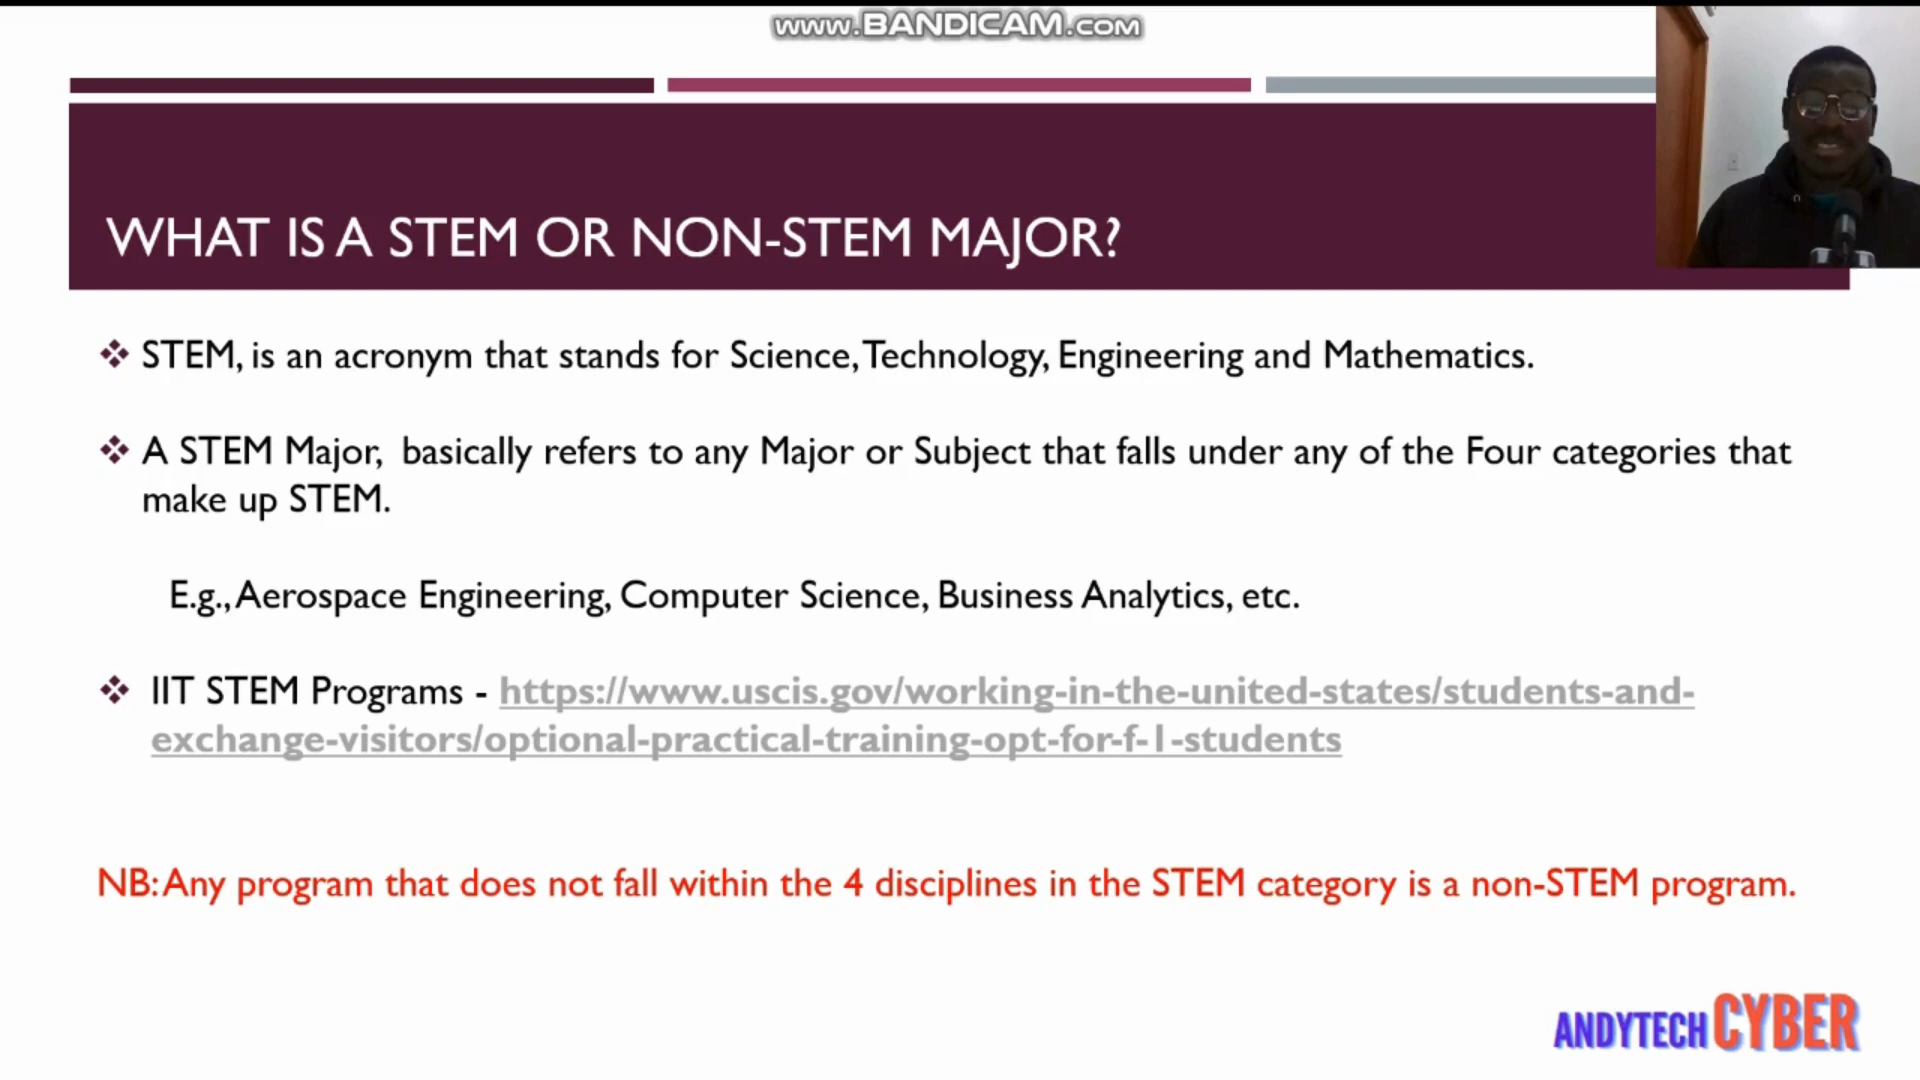 www.BANDICAM.com
WHAT IS A STEM OR NON-STEM MAJOR?
❖ STEM, is an acronym that stands for Science, Technology, Engineering and Mathematics.
❖ A STEM Major, basically refers to any Major or Subject that falls under any of the Four categories that
make up STEM.
E.g., Aerospace Engineering, Computer Science, Business Analytics, etc.
❖ IIT STEM Programs - https://www.uscis.gov/working-in-the-united-states/students-and-
exchange-visitors/optional-practical-training-opt-for-f-1-students
NB: Any program that does not fall within the 4 disciplines in the STEM category is a non-STEM program.
ANDYTECH CYBER